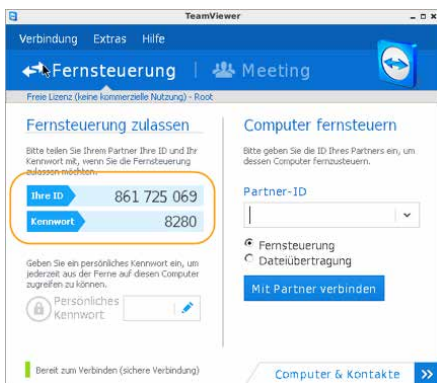 TeamViewer
Verbindung Extras Hilfe
Fernsteuerung Meeting
Freie Lizenz (keine kommerzielle Nutzung) - Root
Fernsteuerung zulassen
Bitte teilen Sie Ihrem Partner Ihre ID und Ihr
Kennwort mit, wenn Sie die Fernsteuerung
zulassen möchten.
Ihre ID 861 725 069
Kennwort 8280
Geben Sie ein persönliches Kennwort ein, um
jederzeit aus der Ferne auf diesen Computer
zugreifen zu können.
Persönliches
Kennwort
Bereit zum Verbinden (sichere Verbindung)
Computer fernsteuern
Bitte geben Sie die ID Ihres Partners ein, um
dessen Computer fernzusteuern.
Partner-ID
Fernsteuerung
Dateiübertragung
Mit Partner verbinden
Computer & Kontakte